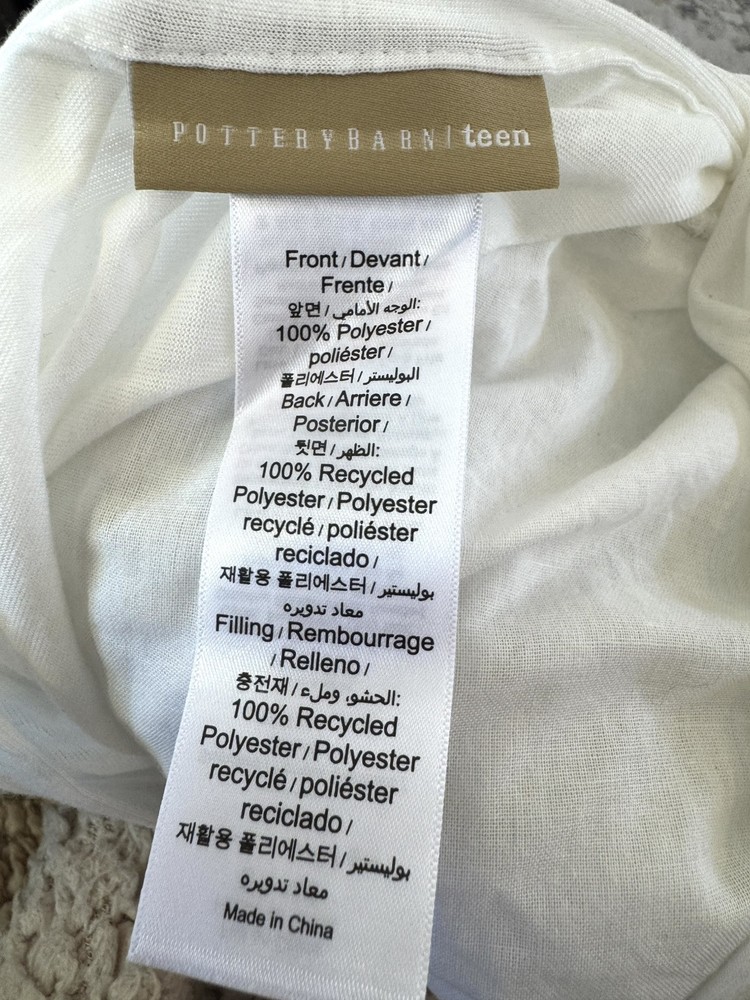 POTTERYBARN|teen
Front / Devant /
Frente /
앞면 / الوجه الأمامي:
100% Polyester /
poliéster /
폴리에스터 / البوليستر
Back / Arriere /
Posterior /
뒷면 / الظهر:
100% Recycled
Polyester / Polyester
recyclé / poliéster
reciclado /
재활용 폴리에스터 / بوليستير
معاد تدويره
Filling / Rembourrage
/ Relleno /
충전재 / الحشو، وملء:
100% Recycled
Polyester / Polyester
recyclé / poliéster
reciclado /
재활용 폴리에스터 / بوليستير
معاد تدويره
Made in China